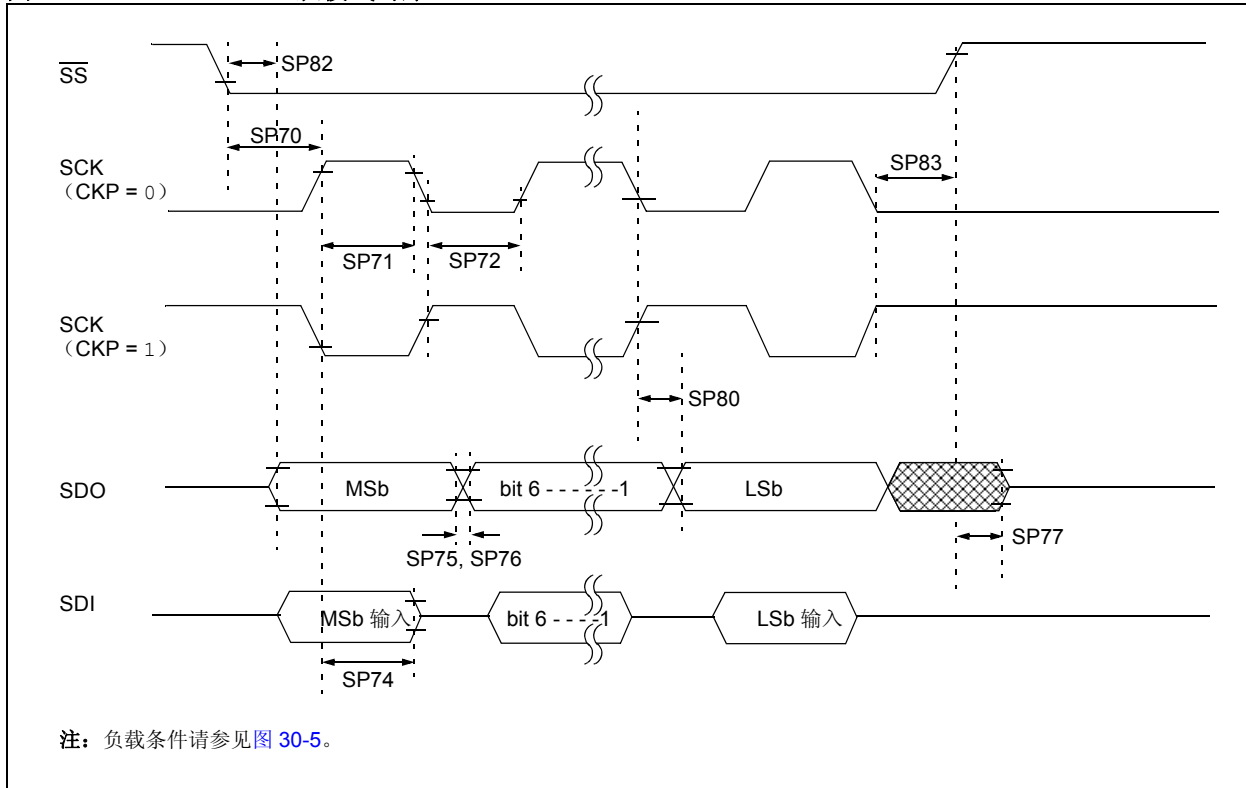 SS
SP82
SP70
SCK
（CKP = 0）
SP83
SP71
SP72
SCK
（CKP = 1）
SP80
SDO
MSb
bit 6 - - - - - -1
LSb
SP75, SP76
SP77
SDI
MSb 输入
bit 6 - - - -1
LSb 输入
SP74
注：负载条件请参见图 30-5。